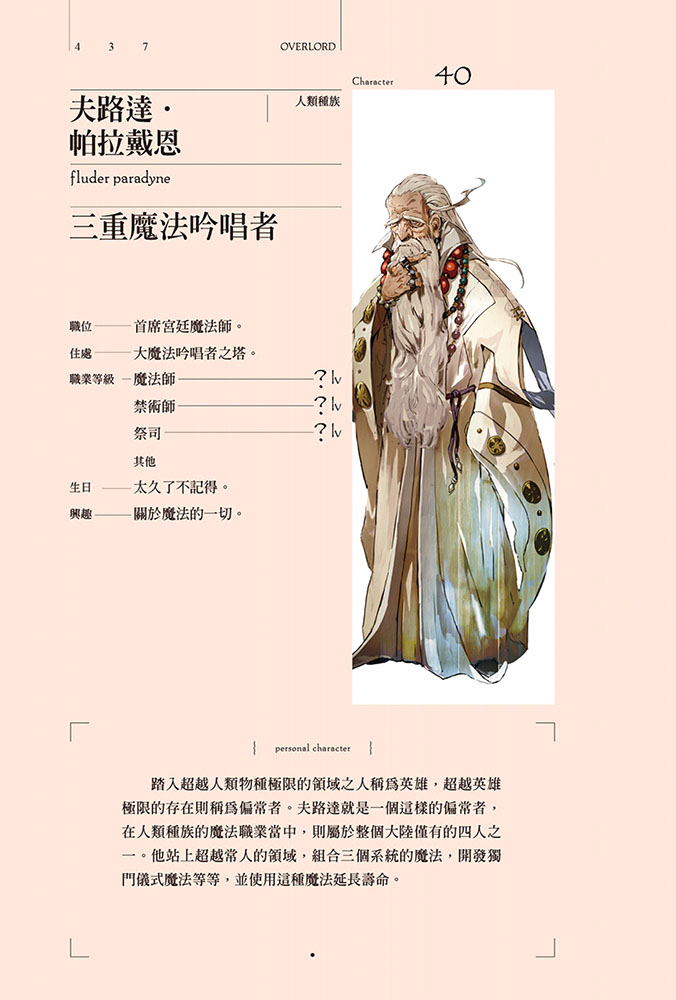 4 3 7
OVERLORD
Character 40
夫路達・
帕拉戴恩
人類種族
fluder paradyne
三重魔法吟唱者
職位 首席宮廷魔法師。
住處 大魔法吟唱者之塔。
職業等級 魔法師 ? lv
禁術師 ? lv
祭司 ? lv
其他
生日 太久了不記得。
興趣 關於魔法的一切。
personal character
踏入超越人類物種極限的領域之人稱爲英雄，超越英雄
極限的存在則稱爲偏常者。夫路達就是一個這樣的偏常者，
在人類種族的魔法職業當中，則屬於整個大陸僅有的四人之
一。他站上超越常人的領域，組合三個系統的魔法，開發獨
門儀式魔法等等，並使用這種魔法延長壽命。